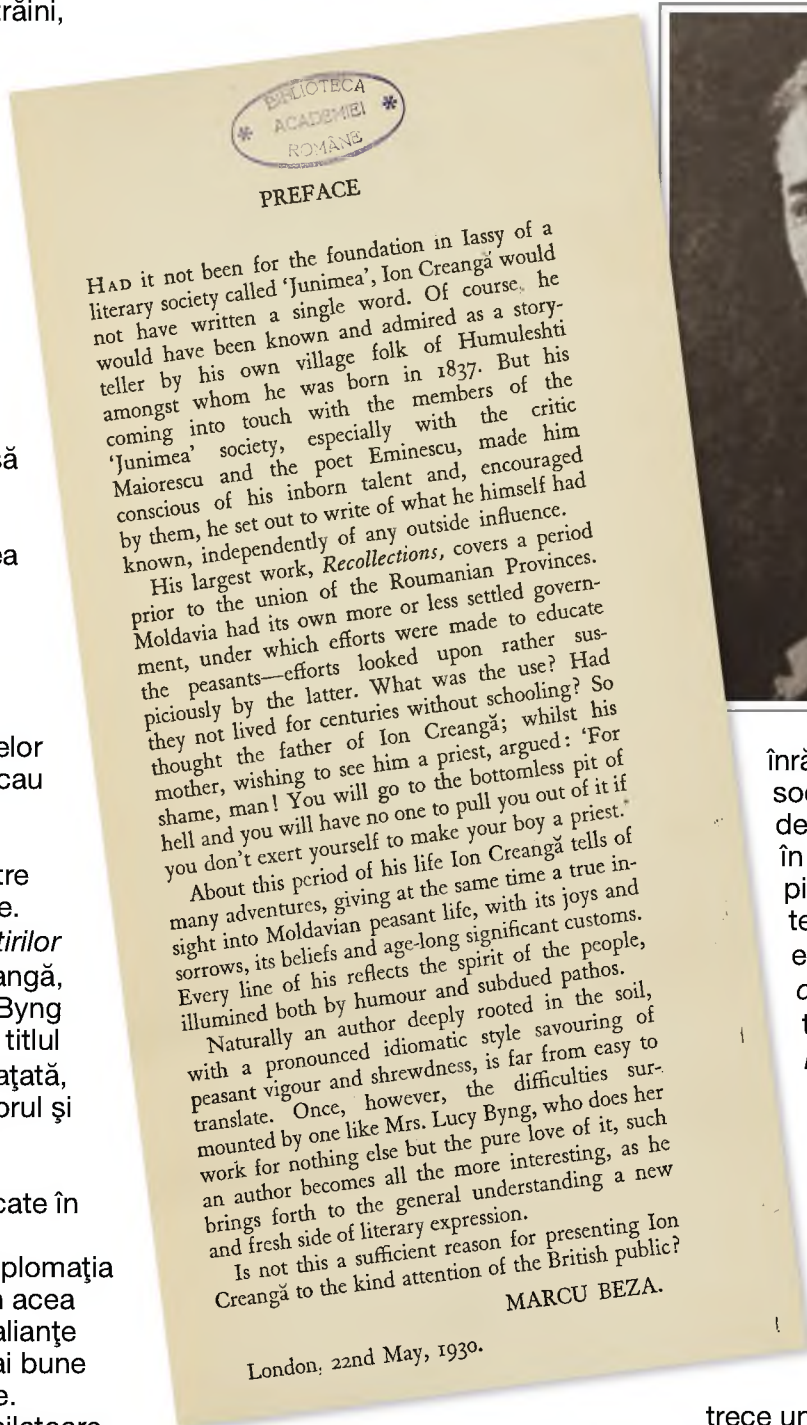 trăini,
să
ea
elor
cau
tre
e.
tirilor
angă,
Byng
titlul
aţată,
orul şi
cate în
plomaţia
n acea
alianţe
ai bune
e.
BIBLIOTECA
ACADEMIEI
ROMÂNE
PREFACE
HAD it not been for the foundation in Iassy of a
literary society called ‘Junimea’, Ion Creangă would
not have written a single word. Of course, he
would have been known and admired as a story-
teller by his own village folk of Humuleshti
amongst whom he was born in 1837. But his
coming into touch with the members of the
‘Junimea’ society, especially with the critic
Maiorescu and the poet Eminescu, made him
conscious of his inborn talent and, encouraged
by them, he set out to write of what he himself had
known, independently of any outside influence.
His largest work, Recollections, covers a period
prior to the union of the Roumanian Provinces.
Moldavia had its own more or less settled govern-
ment, under which efforts were made to educate
the peasants—efforts looked upon rather sus-
piciously by the latter. What was the use? Had
they not lived for centuries without schooling? So
thought the father of Ion Creangă; whilst his
mother, wishing to see him a priest, argued: ‘For
shame, man! You will go to the bottomless pit of
hell and you will have no one to pull you out of it if
you don’t exert yourself to make your boy a priest.’
About this period of his life Ion Creangă tells of
many adventures, giving at the same time a true in-
sight into Moldavian peasant life, with its joys and
sorrows, its beliefs and age-long significant customs.
Every line of his reflects the spirit of the people,
illumined both by humour and subdued pathos.
Naturally an author deeply rooted in the soil,
with a pronounced idiomatic style savouring of
peasant vigour and shrewdness, is far from easy to
translate. Once, however, the difficulties sur-
mounted by one like Mrs. Lucy Byng, who does her
work for nothing else but the pure love of it, such
an author becomes all the more interesting, as he
brings forth to the general understanding a new
and fresh side of literary expression.
Is not this a sufficient reason for presenting Ion
Creangă to the kind attention of the British public?
MARCU BEZA.
London, 22nd May, 1930.
înră
soc
de
în
pi
te
e
t
trece un